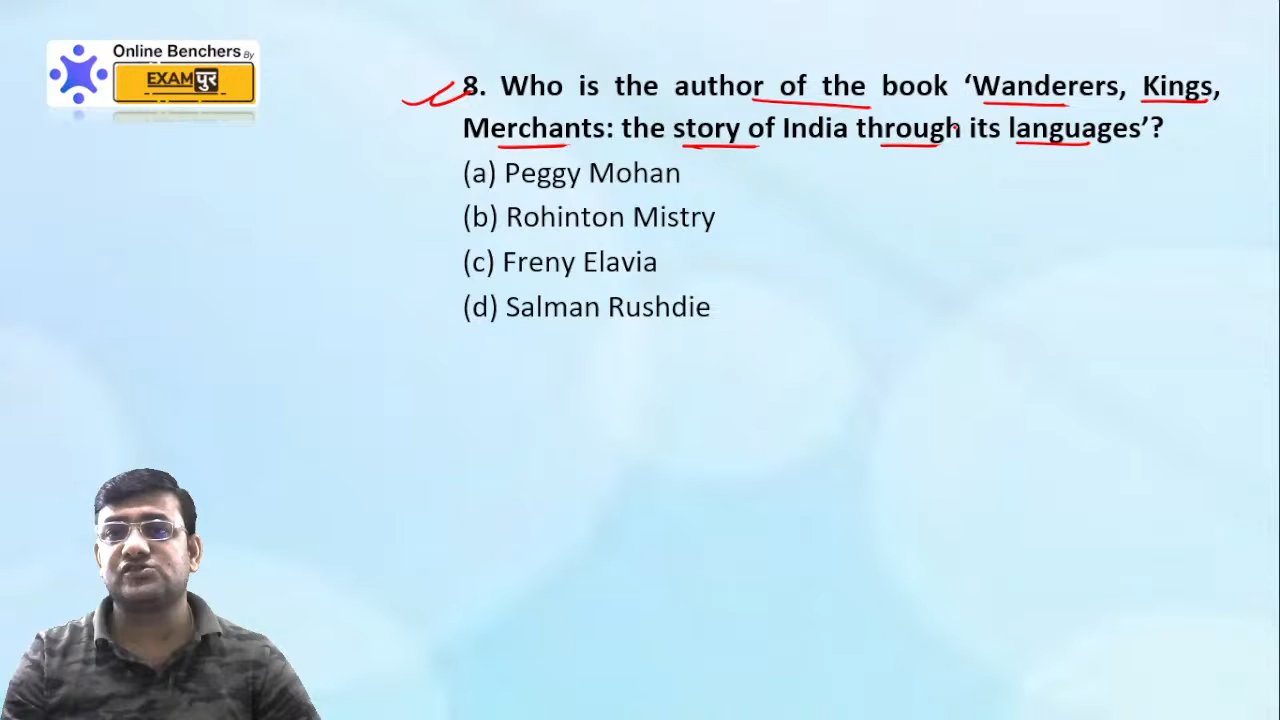 Online Benchers By
EXAMपुर
8. Who is the author of the book ‘Wanderers, Kings,
Merchants: the story of India through its languages’?
(a) Peggy Mohan
(b) Rohinton Mistry
(c) Freny Elavia
(d) Salman Rushdie